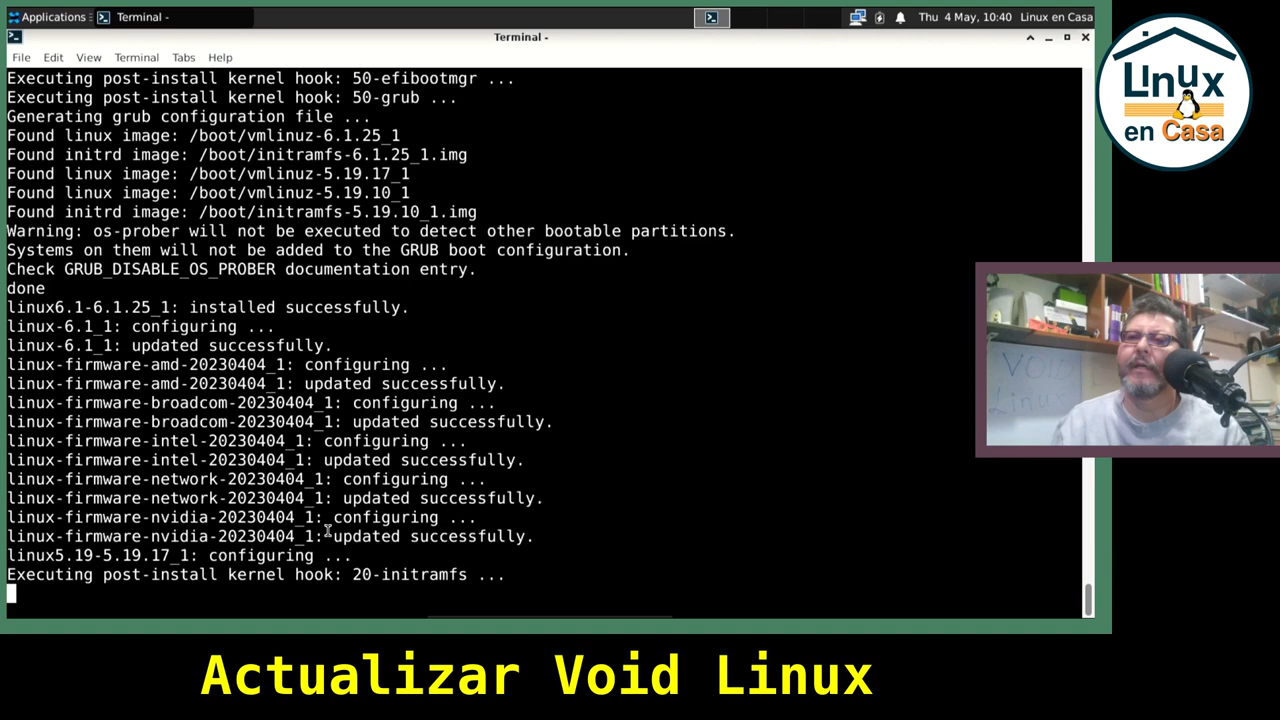 Applications
Terminal -
Thu 4 May, 10:40
Linux en Casa
Terminal -
File
Edit
View
Terminal
Tabs
Help
Executing post-install kernel hook: 50-efibootmgr ...
Executing post-install kernel hook: 50-grub ...
Generating grub configuration file ...
Found linux image: /boot/vmlinuz-6.1.25_1
Found initrd image: /boot/initramfs-6.1.25_1.img
Found linux image: /boot/vmlinuz-5.19.17_1
Found linux image: /boot/vmlinuz-5.19.10_1
Found initrd image: /boot/initramfs-5.19.10_1.img
Warning: os-prober will not be executed to detect other bootable partitions.
Systems on them will not be added to the GRUB boot configuration.
Check GRUB_DISABLE_OS_PROBER documentation entry.
done
linux6.1-6.1.25_1: installed successfully.
linux-6.1_1: configuring ...
linux-6.1_1: updated successfully.
linux-firmware-amd-20230404_1: configuring ...
linux-firmware-amd-20230404_1: updated successfully.
linux-firmware-broadcom-20230404_1: configuring ...
linux-firmware-broadcom-20230404_1: updated successfully.
linux-firmware-intel-20230404_1: configuring ...
linux-firmware-intel-20230404_1: updated successfully.
linux-firmware-network-20230404_1: configuring ...
linux-firmware-network-20230404_1: updated successfully.
linux-firmware-nvidia-20230404_1: configuring ...
linux-firmware-nvidia-20230404_1: updated successfully.
linux5.19-5.19.17_1: configuring ...
Executing post-install kernel hook: 20-initramfs ...
Linux
en Casa
VOID
Linux
Actualizar Void Linux